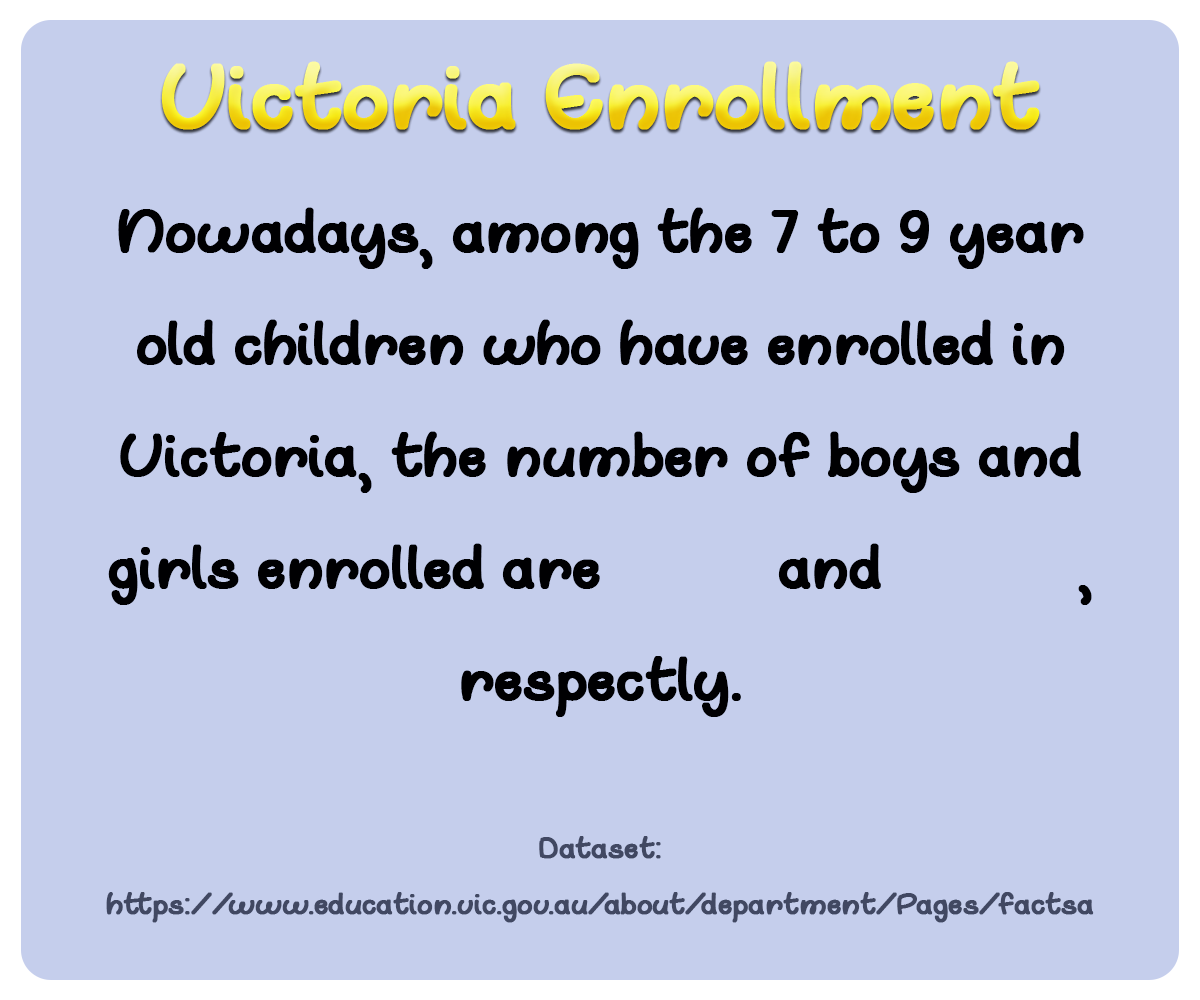 Victoria Enrollment
Nowadays, among the 7 to 9 year
old children who have enrolled in
Victoria, the number of boys and
girls enrolled are and ,
respectly.
Dataset:
https://www.education.vic.gov.au/about/department/Pages/factsa